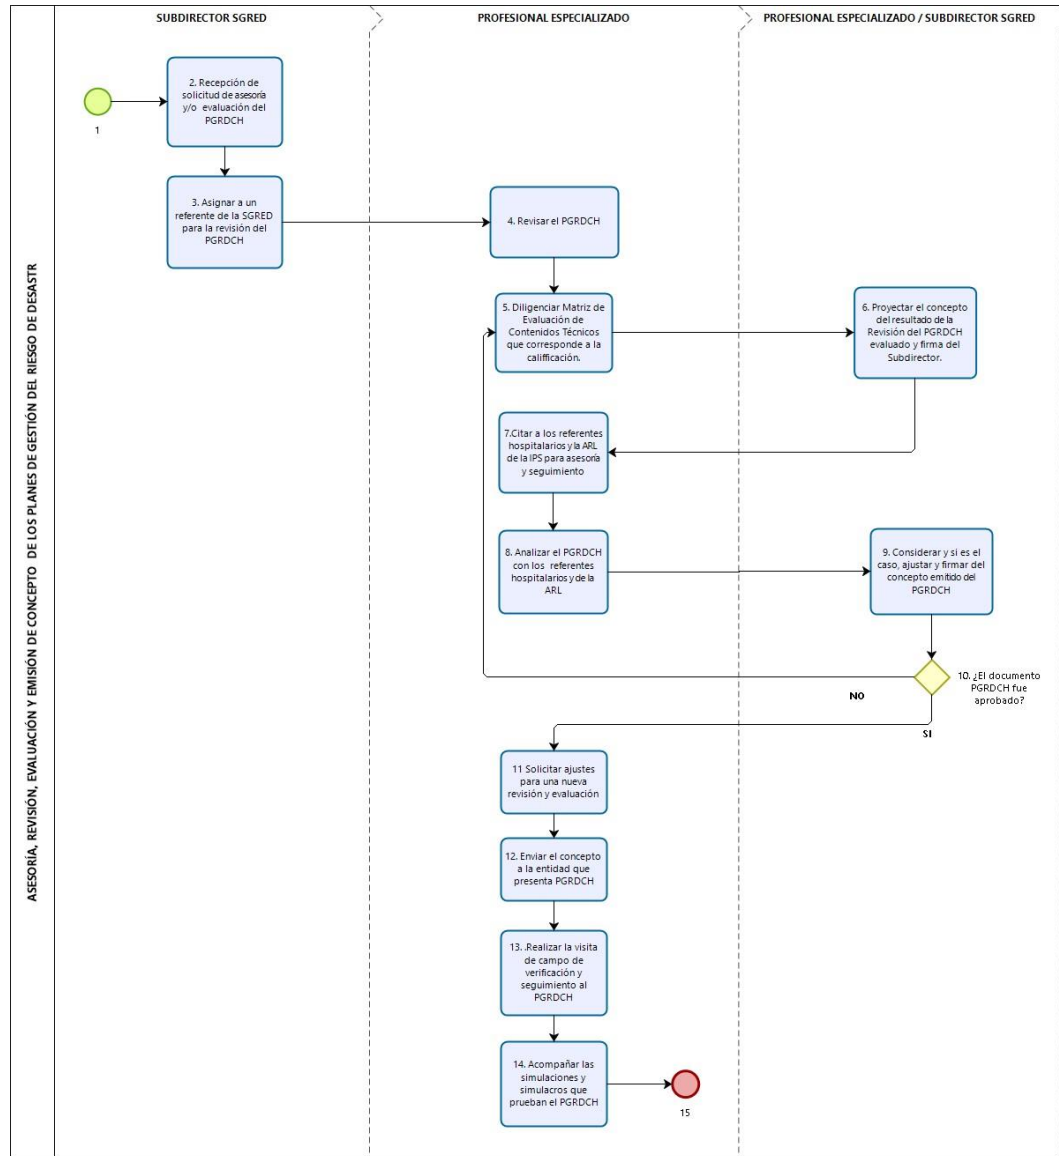 SUBDIRECTOR SGRED
PROFESIONAL ESPECIALIZADO
PROFESIONAL ESPECIALIZADO / SUBDIRECTOR SGRED
ASESORÍA, REVISIÓN, EVALUACIÓN Y EMISIÓN DE CONCEPTO DE LOS PLANES DE GESTIÓN DEL RIESGO DE DESASTR
1
2. Recepción de
solicitud de asesoría
y/o evaluación del
PGRDCH
3. Asignar a un
referente de la SGRED
para la revisión del
PGRDCH
4. Revisar el PGRDCH
5. Diligenciar Matriz de
Evaluación de
Contenidos Técnicos
que corresponde a la
califficación.
6. Proyectar el concepto
del resultado de la
Revisión del PGRDCH
evaluado y firma del
Subdirector.
7.Citar a los referentes
hospitalarios y la ARL
de la IPS para asesoría
y seguimiento
8. Analizar el PGRDCH
con los referentes
hospitalarios y de la
ARL
9. Considerar y si es el
caso, ajustar y firmar del
concepto emitido del
PGRDCH
10. ¿El documento
PGRDCH fue
aprobado?
NO
SI
11 Solicitar ajustes
para una nueva
revisión y evaluación
12. Enviar el concepto
a la entidad que
presenta PGRDCH
13. .Realizar la visita
de campo de
verificación y
seguimiento al
PGRDCH
14. Acompañar las
simulaciones y
simulacros que
prueban el PGRDCH
15